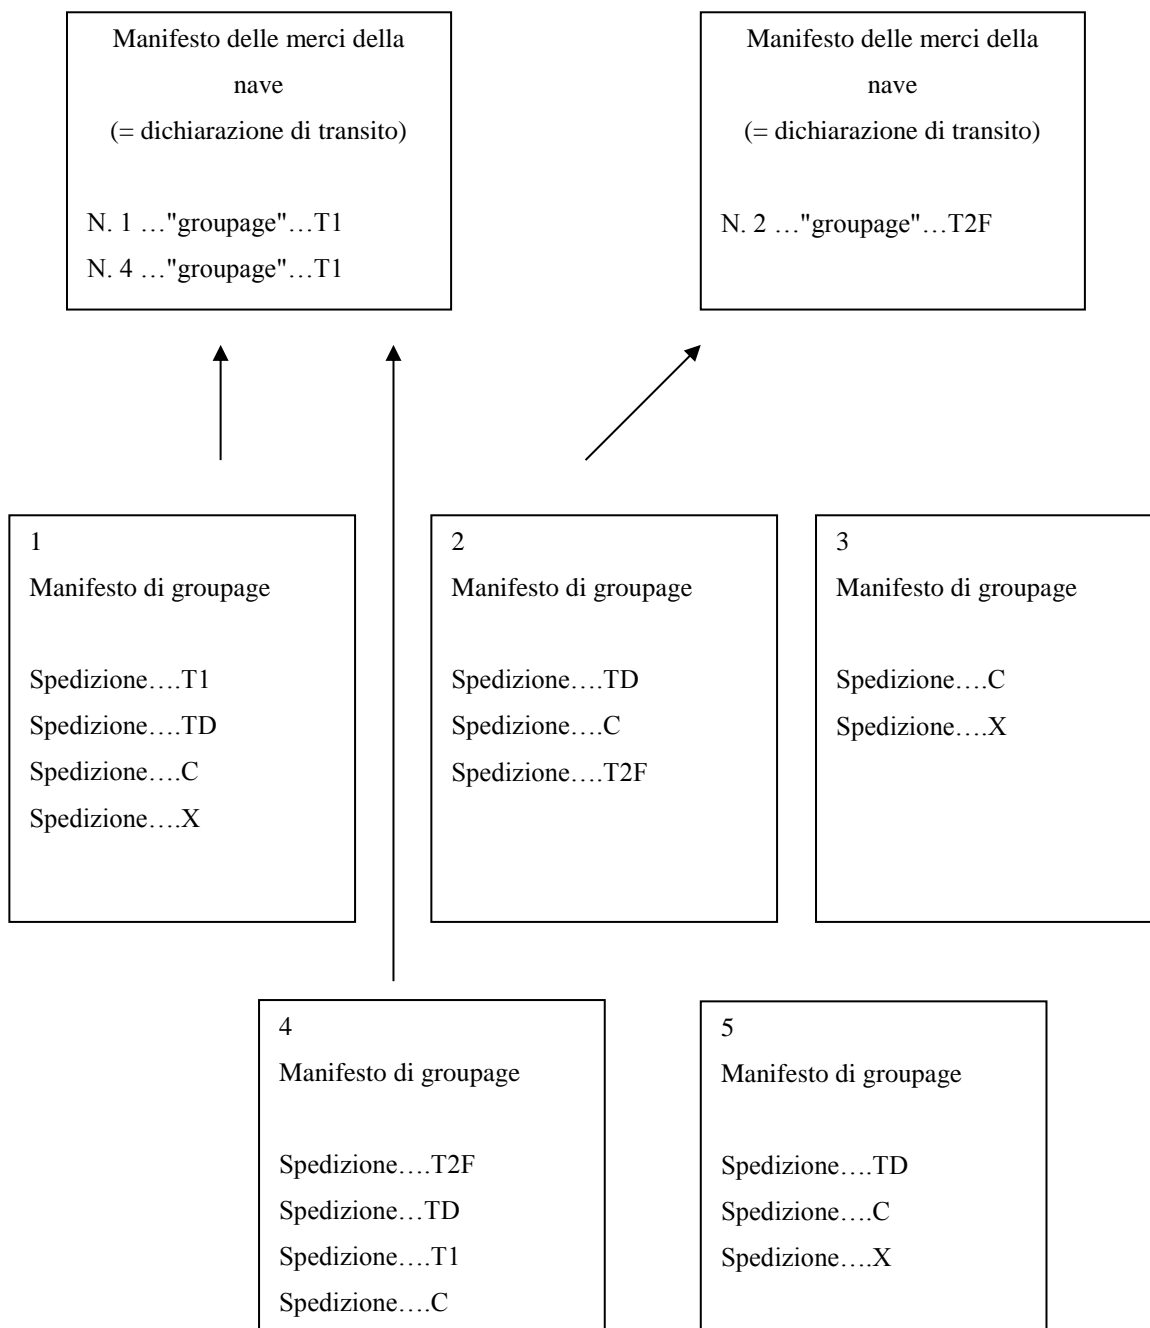 Manifesto delle merci della
nave
(= dichiarazione di transito)
N. 1 …"groupage"…T1
N. 4 …"groupage"…T1
Manifesto delle merci della
nave
(= dichiarazione di transito)
N. 2 …"groupage"…T2F
1
Manifesto di groupage
Spedizione….T1
Spedizione….TD
Spedizione….C
Spedizione….X
2
Manifesto di groupage
Spedizione….TD
Spedizione….C
Spedizione….T2F
3
Manifesto di groupage
Spedizione….C
Spedizione….X
4
Manifesto di groupage
Spedizione….T2F
Spedizione…TD
Spedizione….T1
Spedizione….C
5
Manifesto di groupage
Spedizione….TD
Spedizione….C
Spedizione….X